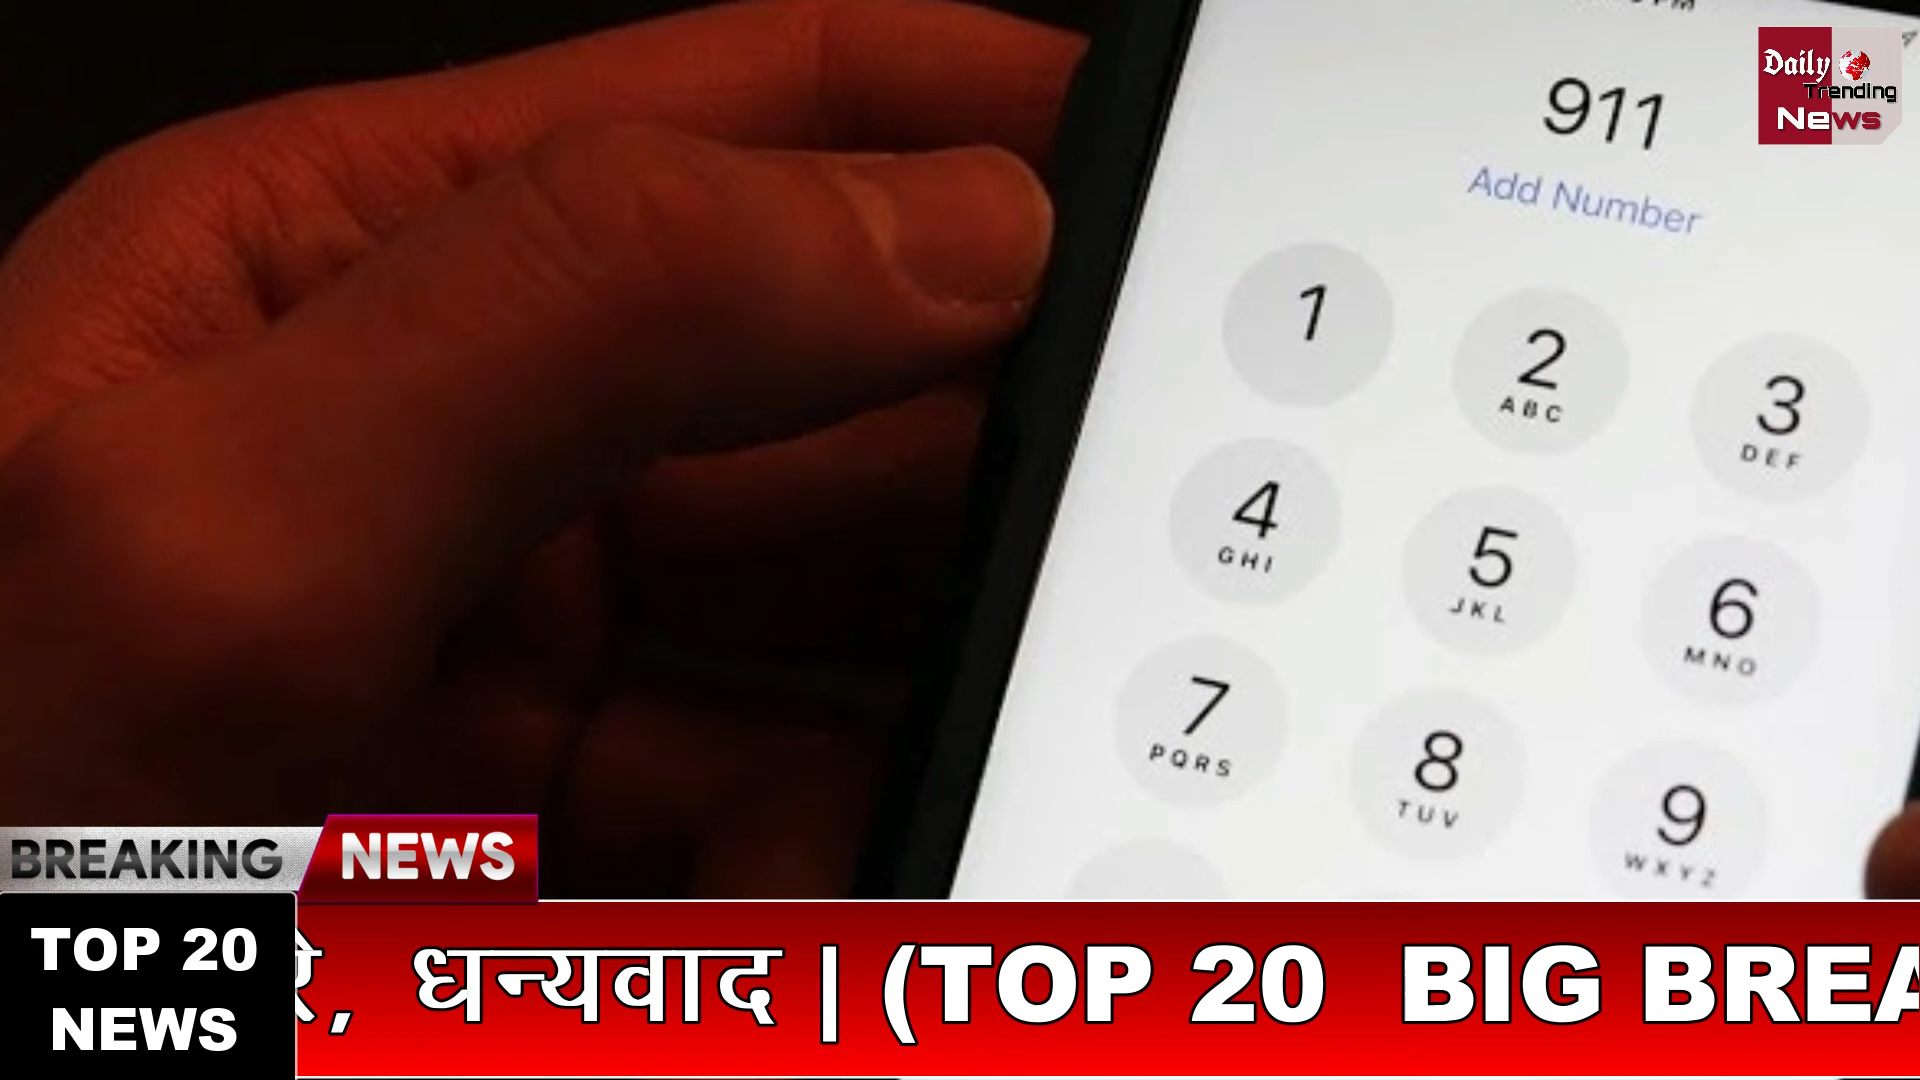 Daily
Trending
News
911
Add Number
1
2
ABC
3
DEF
4
GHI
5
JKL
6
MNO
7
PQRS
8
TUV
9
WXYZ
BREAKING NEWS
TOP 20
NEWS
धन्यवाद | (TOP 20 BIG